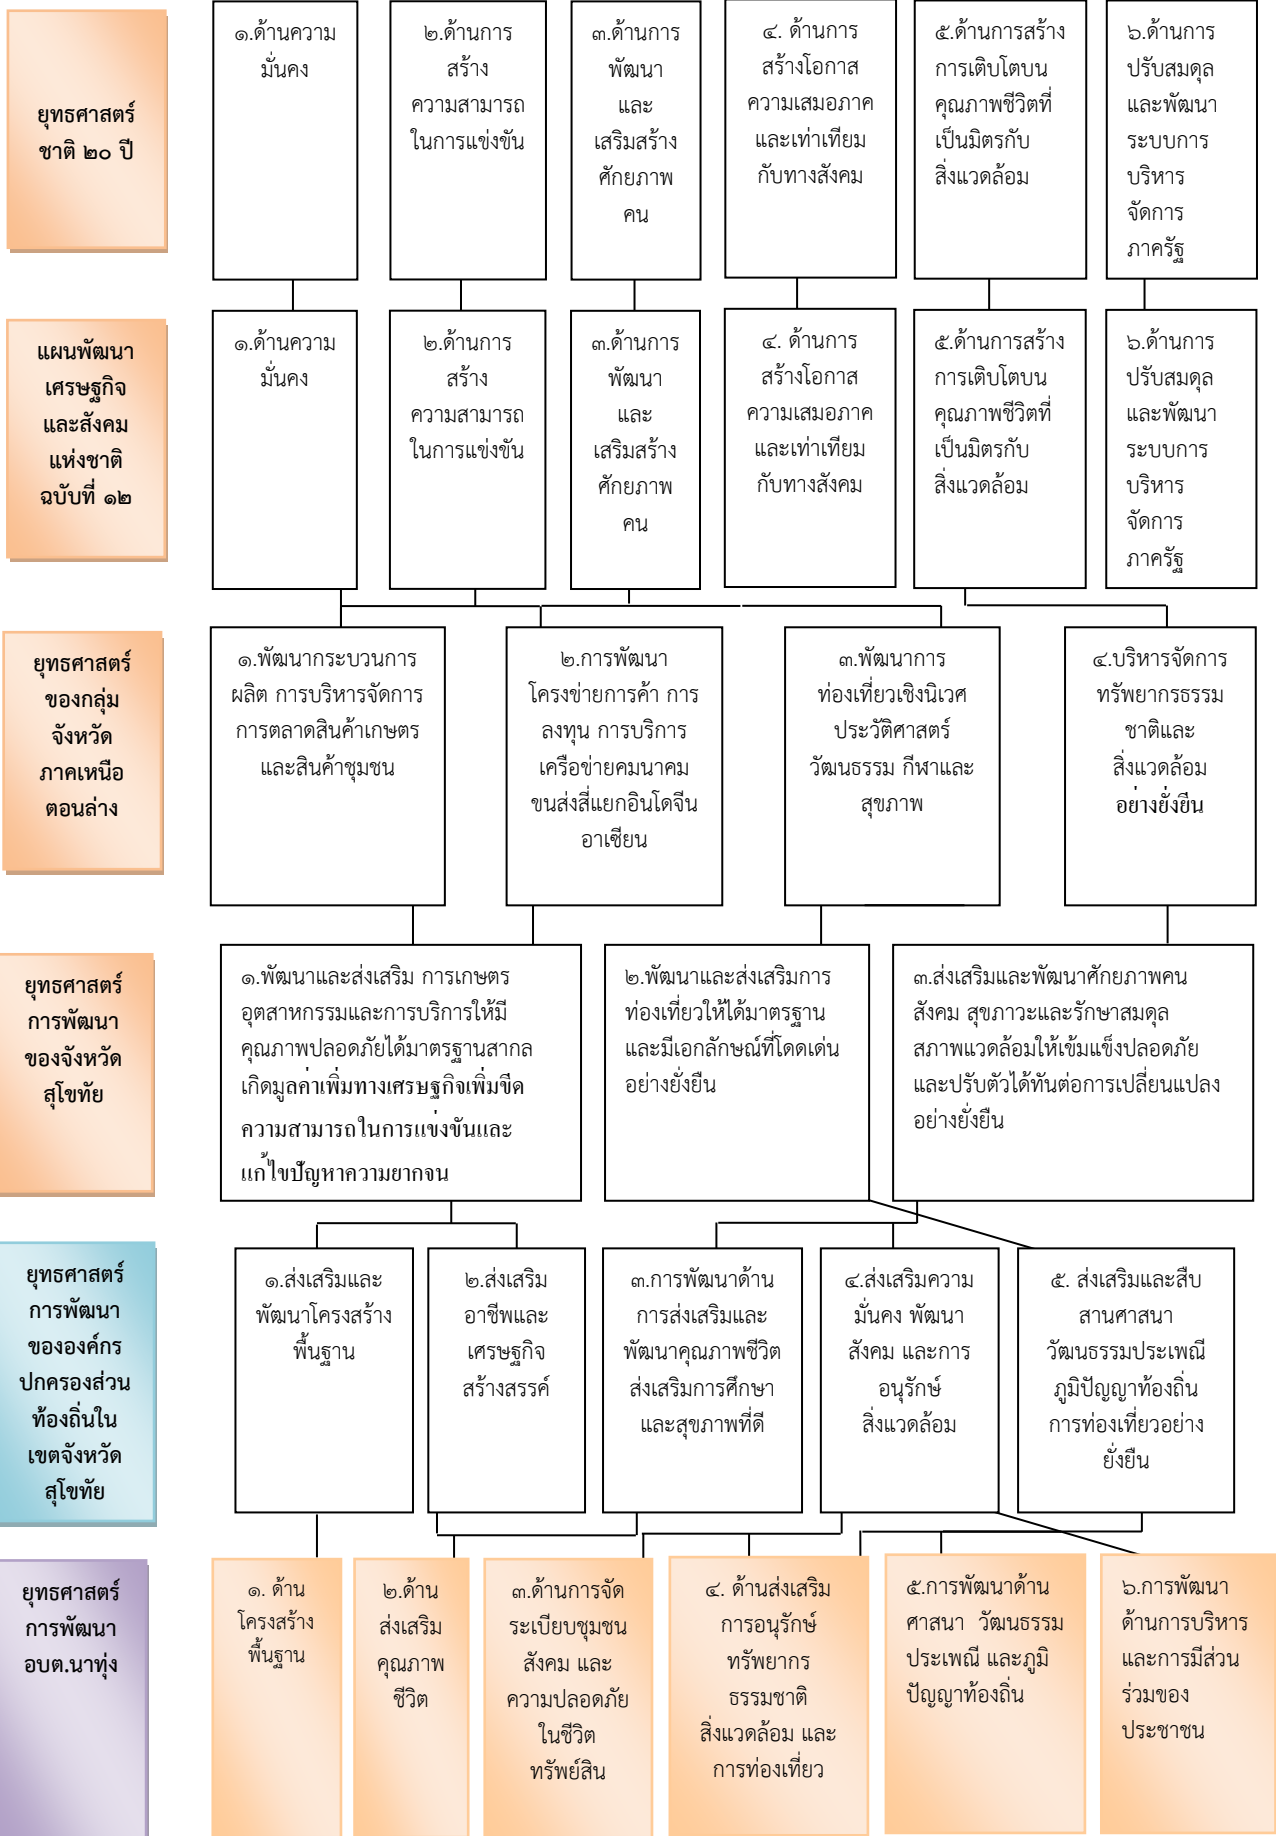 ยุทธศาสตร์
ชาติ ๒๐ ปี
๑.ด้านความ
มั่นคง
๒.ด้านการ
สร้าง
ความสามารถ
ในการแข่งขัน
๓.ด้านการ
พัฒนา
และ
เสริมสร้าง
ศักยภาพ
คน
๔. ด้านการ
สร้างโอกาส
ความเสมอภาค
และเท่าเทียม
กับทางสังคม
๕.ด้านการสร้าง
การเติบโตบน
คุณภาพชีวิตที่
เป็นมิตรกับ
สิ่งแวดล้อม
๖.ด้านการ
ปรับสมดุล
และพัฒนา
ระบบการ
บริหาร
จัดการ
ภาครัฐ
แผนพัฒนา
เศรษฐกิจ
และสังคม
แห่งชาติ
ฉบับที่ ๑๒
๑.ด้านความ
มั่นคง
๒.ด้านการ
สร้าง
ความสามารถ
ในการแข่งขัน
๓.ด้านการ
พัฒนา
และ
เสริมสร้าง
ศักยภาพ
คน
๔. ด้านการ
สร้างโอกาส
ความเสมอภาค
และเท่าเทียม
กับทางสังคม
๕.ด้านการสร้าง
การเติบโตบน
คุณภาพชีวิตที่
เป็นมิตรกับ
สิ่งแวดล้อม
๖.ด้านการ
ปรับสมดุล
และพัฒนา
ระบบการ
บริหาร
จัดการ
ภาครัฐ
ยุทธศาสตร์
ของกลุ่ม
จังหวัด
ภาคเหนือ
ตอนล่าง
๑.พัฒนากระบวนการ
ผลิต การบริหารจัดการ
การตลาดสินค้าเกษตร
และสินค้าชุมชน
๒.การพัฒนา
โครงข่ายการค้า การ
ลงทุน การบริการ
เครือข่ายคมนาคม
ขนส่งสี่แยกอินโดจีน
อาเซียน
๓.พัฒนาการ
ท่องเที่ยวเชิงนิเวศ
ประวัติศาสตร์
วัฒนธรรม กีฬาและ
สุขภาพ
๔.บริหารจัดการ
ทรัพยากรธรรม
ชาติและ
สิ่งแวดล้อม
อย่างยั่งยืน
ยุทธศาสตร์
การพัฒนา
ของจังหวัด
สุโขทัย
๑.พัฒนาและส่งเสริม การเกษตร
อุตสาหกรรมและการบริการให้มี
คุณภาพปลอดภัยได้มาตรฐานสากล
เกิดมูลค่าเพิ่มทางเศรษฐกิจเพิ่มขีด
ความสามารถในการแข่งขันและ
แก้ไขปัญหาความยากจน
๒.พัฒนาและส่งเสริมการ
ท่องเที่ยวให้ได้มาตรฐาน
และมีเอกลักษณ์ที่โดดเด่น
อย่างยั่งยืน
๓.ส่งเสริมและพัฒนาศักยภาพคน
สังคม สุขภาวะและรักษาสมดุล
สภาพแวดล้อมให้เข้มแข็งปลอดภัย
และปรับตัวได้ทันต่อการเปลี่ยนแปลง
อย่างยั่งยืน
ยุทธศาสตร์
การพัฒนา
ขององค์กร
ปกครองส่วน
ท้องถิ่นใน
เขตจังหวัด
สุโขทัย
๑.ส่งเสริมและ
พัฒนาโครงสร้าง
พื้นฐาน
๒.ส่งเสริม
อาชีพและ
เศรษฐกิจ
สร้างสรรค์
๓.การพัฒนาด้าน
การส่งเสริมและ
พัฒนาคุณภาพชีวิต
ส่งเสริมการศึกษา
และสุขภาพที่ดี
๔.ส่งเสริมความ
มั่นคง พัฒนา
สังคม และการ
อนุรักษ์
สิ่งแวดล้อม
๕. ส่งเสริมและสืบ
สานศาสนา
วัฒนธรรมประเพณี
ภูมิปัญญาท้องถิ่น
การท่องเที่ยวอย่าง
ยั่งยืน
ยุทธศาสตร์
การพัฒนา
อบต.นาทุ่ง
๑. ด้าน
โครงสร้าง
พื้นฐาน
๒.ด้าน
ส่งเสริม
คุณภาพ
ชีวิต
๓.ด้านการจัด
ระเบียบชุมชน
สังคม และ
ความปลอดภัย
ในชีวิต
ทรัพย์สิน
๔. ด้านส่งเสริม
การอนุรักษ์
ทรัพยากร
ธรรมชาติ
สิ่งแวดล้อม และ
การท่องเที่ยว
๕.การพัฒนาด้าน
ศาสนา วัฒนธรรม
ประเพณี และภูมิ
ปัญญาท้องถิ่น
๖.การพัฒนา
ด้านการบริหาร
และการมีส่วน
ร่วมของ
ประชาชน